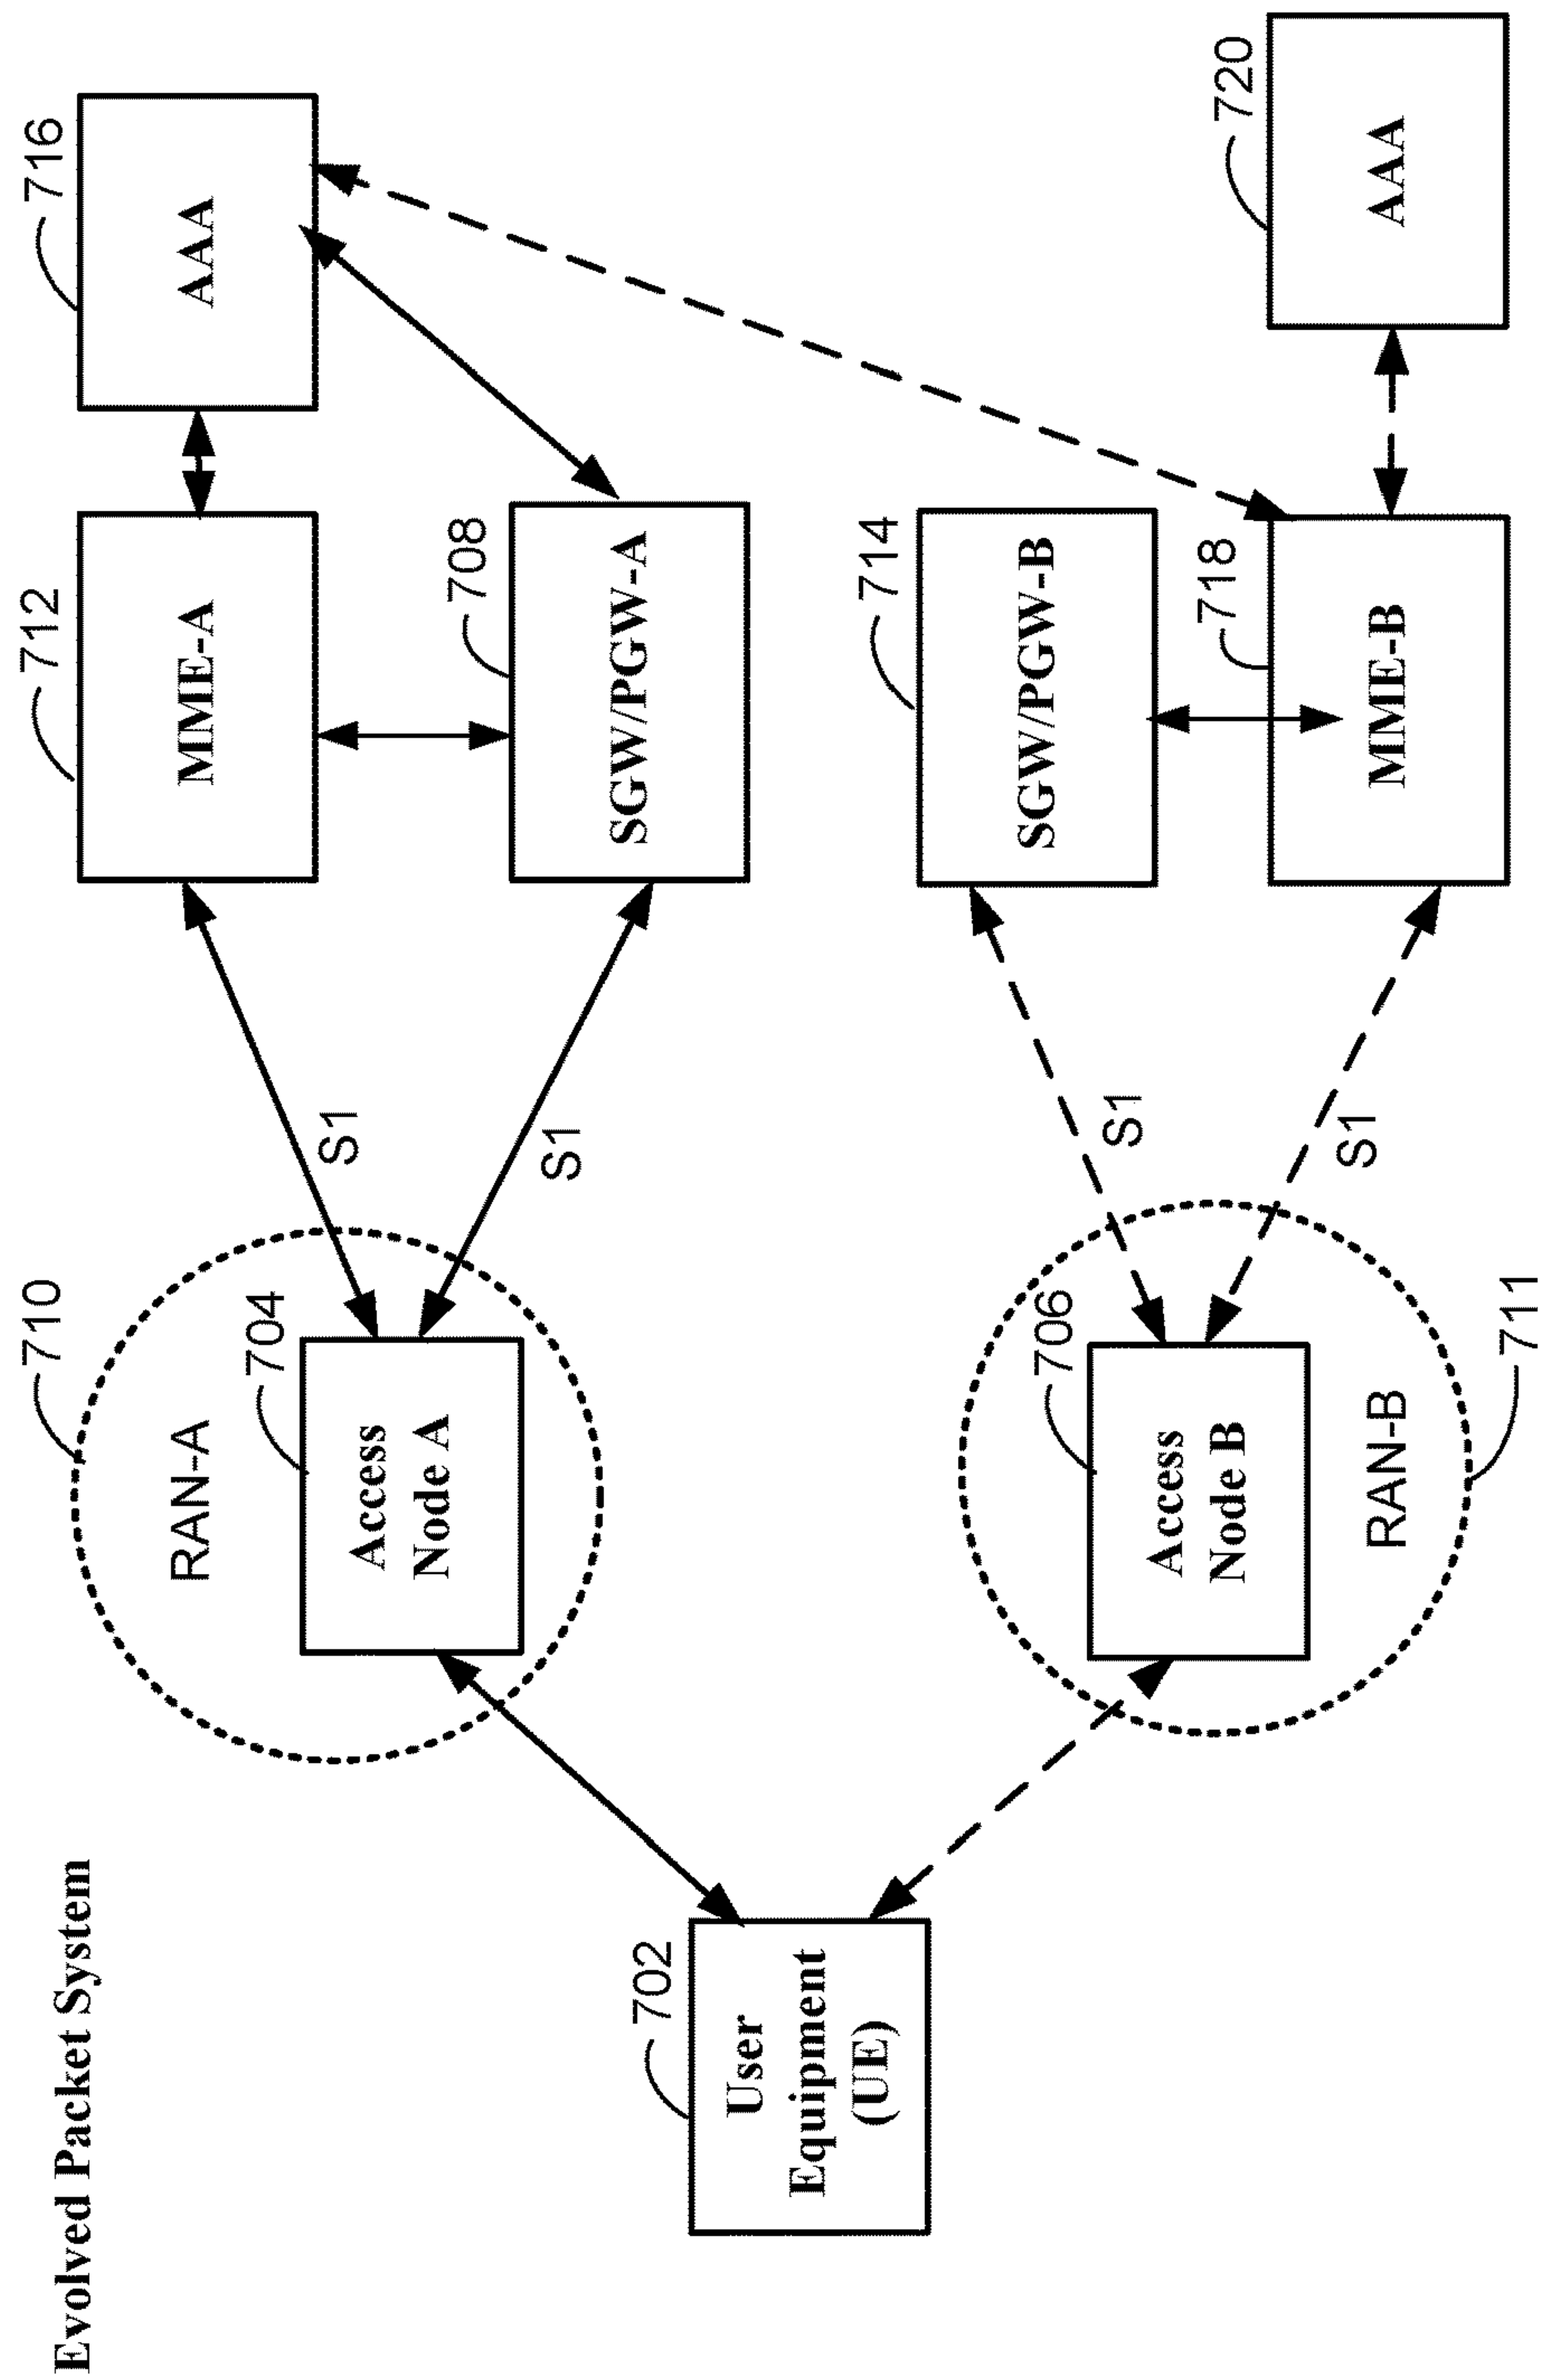 Evolved Packet System
710
RAN-A
704
Access
Node A
S1
S1
712
MME-A
716
AAA
708
SGW/PGW-A
702
User
Equipment
(UE)
706
Access
Node B
RAN-B
711
S1
S1
714
SGW/PGW-B
718
MME-B
720
AAA